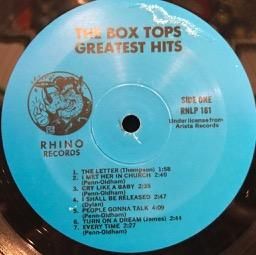 THE BOX TOPS
GREATEST HITS
RHINO
RECORDS
SIDE ONE
RNLP 161
Under license from
Arista Records
1. THE LETTER (Thompson) 1:58
2. I MET HER IN CHURCH 2:40
(Penn-Oldham)
3. CRY LIKE A BABY 2:35
(Penn-Oldham)
4. I SHALL BE RELEASED 2:47
(Dylan)
5. PEOPLE GONNA TALK 4:09
(Penn-Oldham)
6. TURN ON A DREAM (James) 2:44
7. EVERY TIME 2:27
(Penn-Oldham)